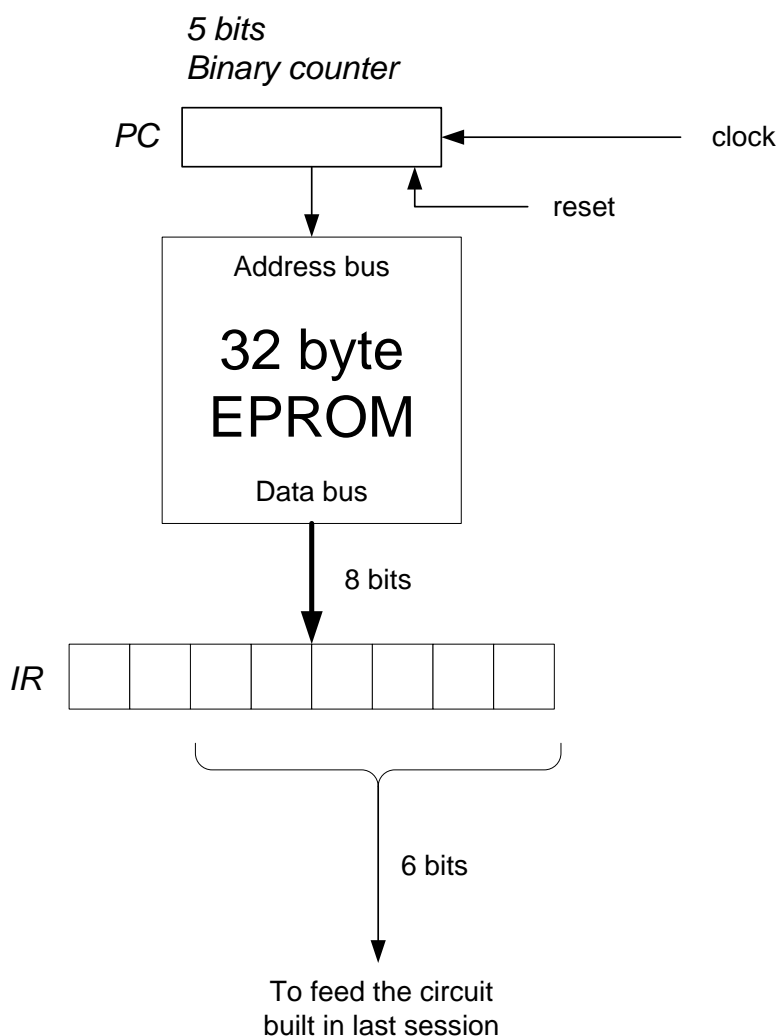 5 bits
Binary counter
PC
clock
reset
Address bus
32 byte
EPROM
Data bus
8 bits
IR
6 bits
To feed the circuit
built in last session